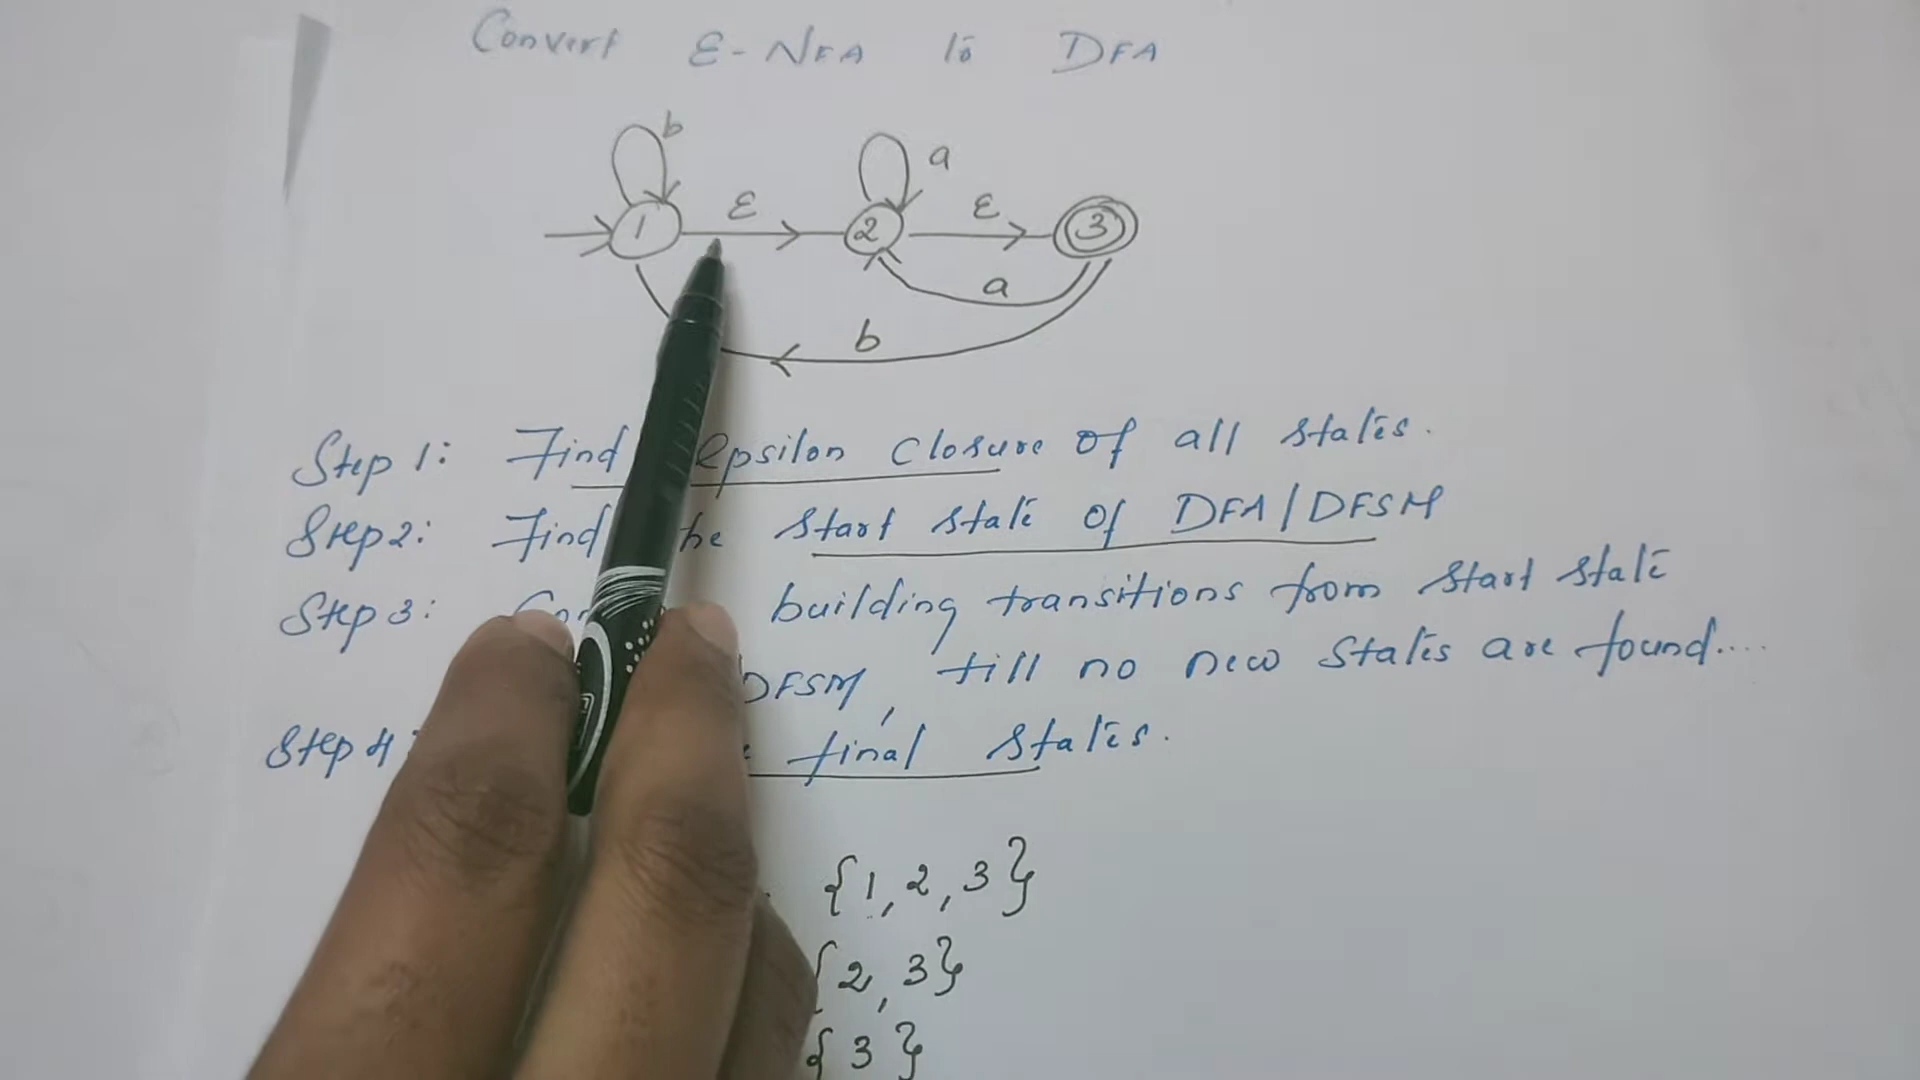 Convert ε-NFA to DFA
b
a
ε
ε
1
2
3
a
b
Step 1: Find epsilon closure of all states.
Step2: Find the start state of DFA/DFSM
Step 3: building transitions from start state
DFSM, till no new states are found....
Step 4: final states.
{1,2,3}
{2,3}
{3}